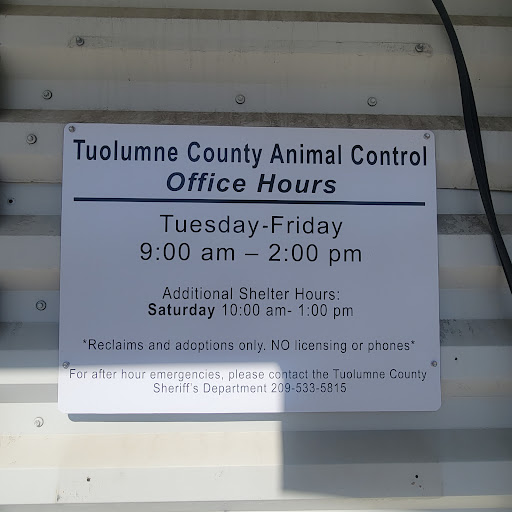 Tuolumne County Animal Control
Office Hours
Tuesday-Friday
9:00 am – 2:00 pm
Additional Shelter Hours:
Saturday 10:00 am- 1:00 pm
*Reclaims and adoptions only. NO licensing or phones*
For after hour emergencies, please contact the Tuolumne County
Sheriff's Department 209-533-5815